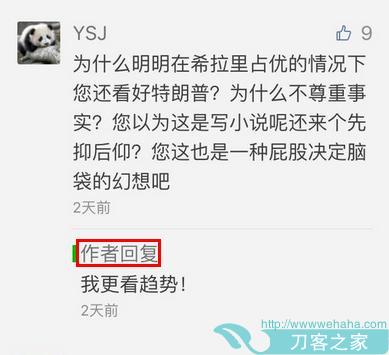 YSJ
9
为什么明明在希拉里占优的情况下
您还看好特朗普？为什么不尊重事
实？您以为这是写小说呢还来个先
抑后仰？您这也是一种屁股决定脑
袋的幻想吧
2天前
作者回复
我更看趋势！
2天前
http://wwwwehaha.com
刀客之家